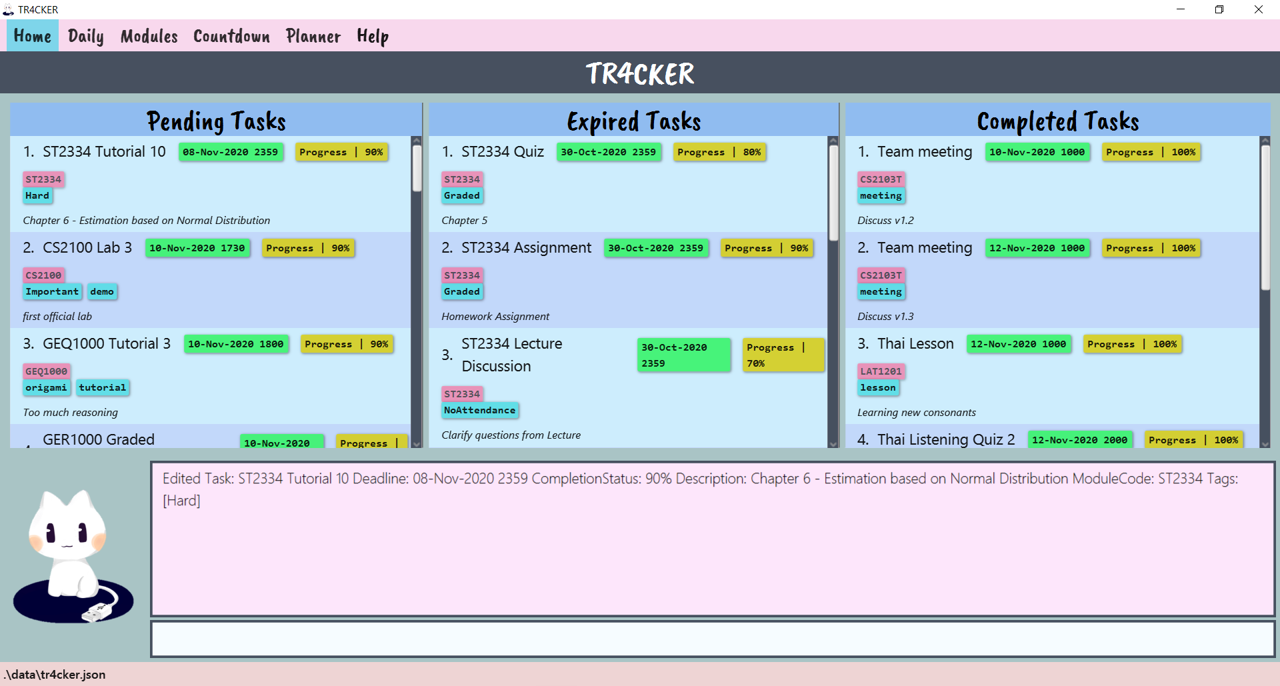 TR4CKER
Home Daily Modules Countdown Planner Help
TR4CKER
Pending Tasks
1. ST2334 Tutorial 10 08-Nov-2020 2359 Progress | 90%
ST2334
Hard
Chapter 6 - Estimation based on Normal Distribution
2. CS2100 Lab 3 10-Nov-2020 1730 Progress | 90%
CS2100
Important demo
first official lab
3. GEQ1000 Tutorial 3 10-Nov-2020 1800 Progress | 90%
GEQ1000
origami tutorial
Too much reasoning
GER1000 Graded 10-Nov-2020 Progress |
Expired Tasks
1. ST2334 Quiz 30-Oct-2020 2359 Progress | 80%
ST2334
Graded
Chapter 5
2. ST2334 Assignment 30-Oct-2020 2359 Progress | 90%
ST2334
Graded
Homework Assignment
3. ST2334 Lecture
Discussion
30-Oct-2020
2359
Progress |
70%
ST2334
NoAttendance
Clarify questions from Lecture
Completed Tasks
1. Team meeting 10-Nov-2020 1000 Progress | 100%
CS2103T
meeting
Discuss v1.2
2. Team meeting 12-Nov-2020 1000 Progress | 100%
CS2103T
meeting
Discuss v1.3
3. Thai Lesson 12-Nov-2020 1000 Progress | 100%
LAT1201
lesson
Learning new consonants
4. Thai Listening Quiz 2 12-Nov-2020 2000 Progress | 100%
Edited Task: ST2334 Tutorial 10 Deadline: 08-Nov-2020 2359 CompletionStatus: 90% Description: Chapter 6 - Estimation based on Normal Distribution ModuleCode: ST2334 Tags:
[Hard]
.\data\tr4cker.json